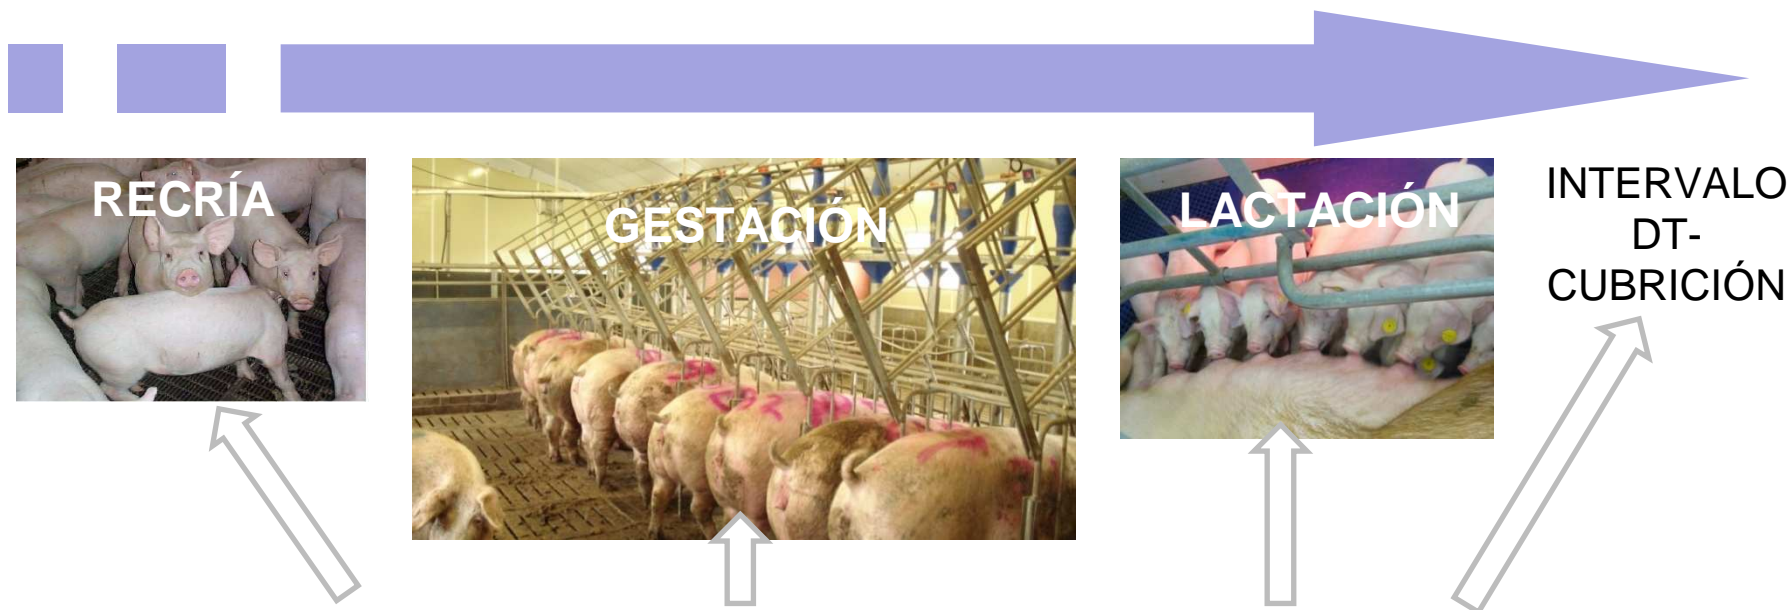 RECRÍA
GESTACIÓN
LACTACIÓN
INTERVALO
DT-
CUBRICIÓN